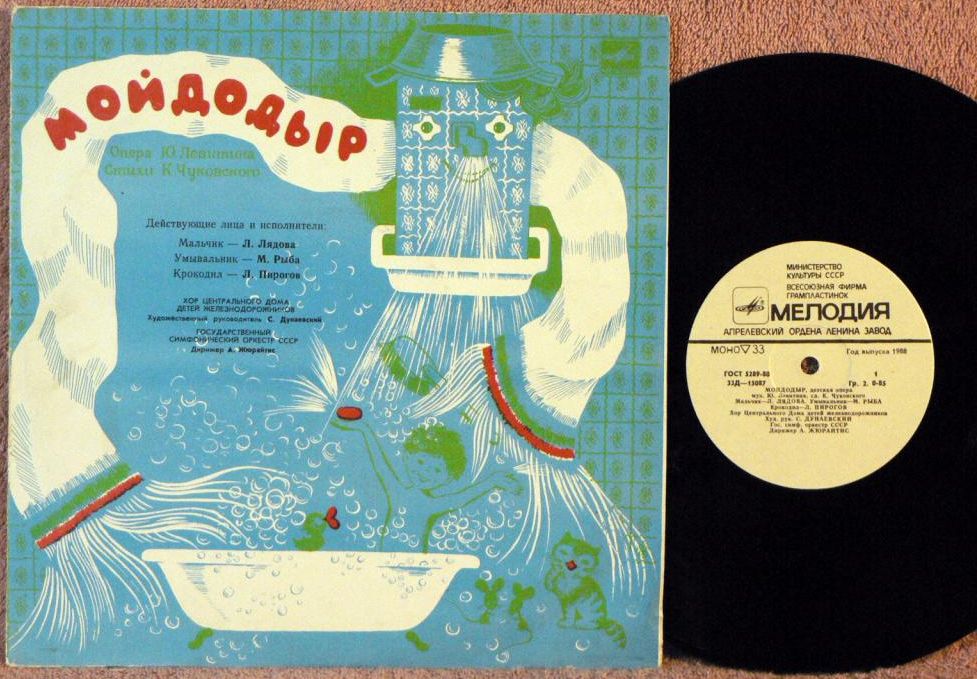 МОЙДОДЫР
Опера Ю. Левитина
Стихи К. Чуковского
Действующие лица и исполнители:
Мальчик — Л. Лядова
Умывальник — М. Рыба
Крокодил — Л. Пирогов
ХОР ЦЕНТРАЛЬНОГО ДОМА
ДЕТЕЙ ЖЕЛЕЗНОДОРОЖНИКОВ
Художественный руководитель С. Дунаевский
ГОСУДАРСТВЕННЫЙ
СИМФОНИЧЕСКИЙ ОРКЕСТР СССР
Дирижер А. Жюрайтис
МИНИСТЕРСТВО
КУЛЬТУРЫ СССР
ВСЕСОЮЗНАЯ ФИРМА
ГРАМПЛАСТИНОК
МЕЛОДИЯ
АПРЕЛЕВСКИЙ ОРДЕНА ЛЕНИНА ЗАВОД
МОНО ▽ 33 Год выпуска 1988
ГОСТ 5289-88 1
33Д—15087 Гр. 2. 0-85
МОЛДОДЫР, детская опера
муз. Ю. Левитина, сл. К. Чуковского
Мальчик—Л. ЛЯДОВА, Умывальник—М. РЫБА
Крокодил—Л. ПИРОГОВ
Хор Центрального Дома детей железнодорожников
Худ. рук. С. ДУНАЕВСКИЙ
Гос. симф. оркестр СССР
Дирижер А. ЖЮРАЙТИС